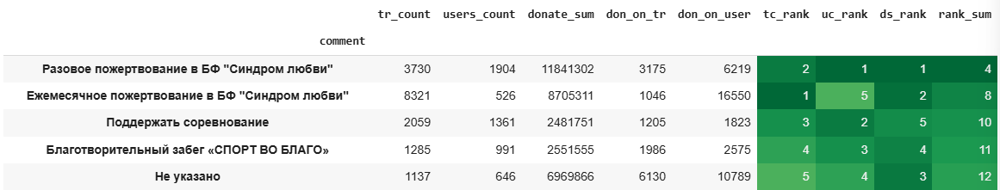 tr_count users_count donate_sum don_on_tr don_on_user tc_rank uc_rank ds_rank rank_sum
comment
Разовое пожертвование в БФ "Синдром любви" 3730 1904 11841302 3175 6219 2 1 1 4
Ежемесячное пожертвование в БФ "Синдром любви" 8321 526 8705311 1046 16550 1 5 2 8
Поддержать соревнование 2059 1361 2481751 1205 1823 3 2 5 10
Благотворительный забег «СПОРТ ВО БЛАГО» 1285 991 2551555 1986 2575 4 3 4 11
Не указано 1137 646 6969866 6130 10789 5 4 3 12